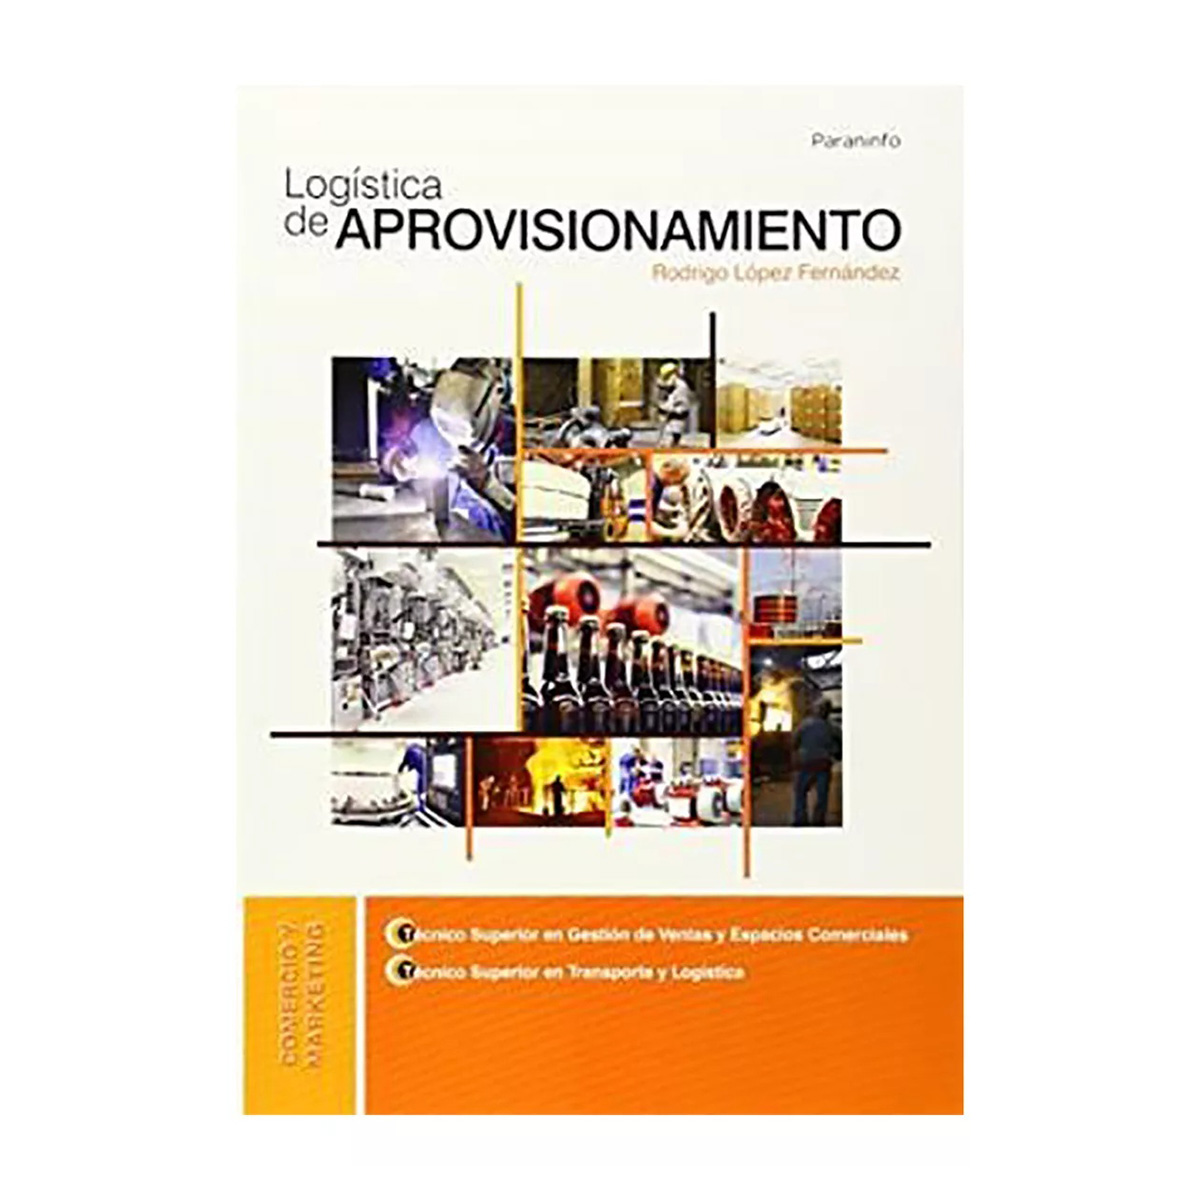 Paraninfo
Logística
de APROVISIONAMIENTO
Rodrigo López Fernández
COMERCIO Y
MARKETING
Técnico Superior en Gestión de Ventas y Espacios Comerciales
Técnico Superior en Transporte y Logística